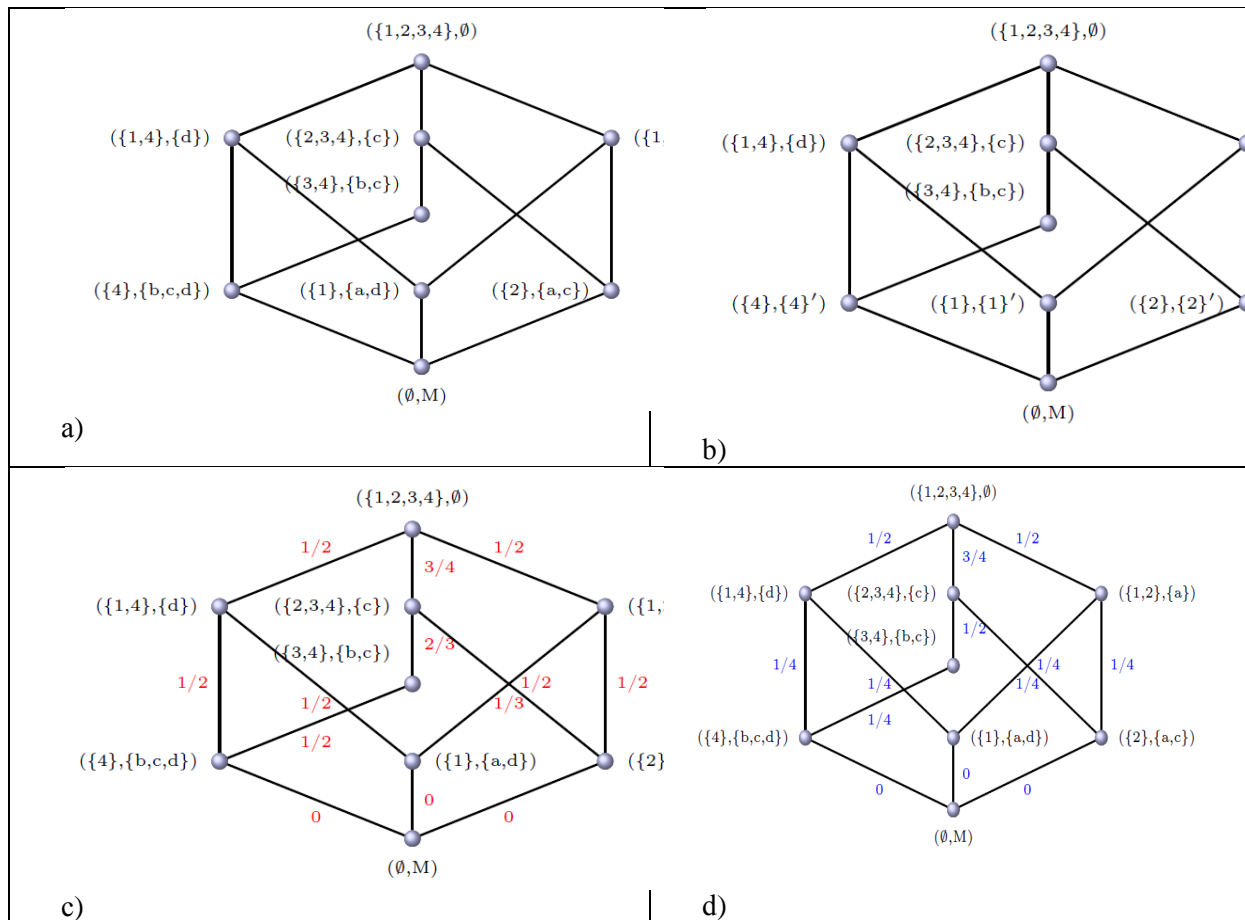 ({1,2,3,4},∅)
({1,4},{d})
({2,3,4},{c})
({1,
({3,4},{b,c})
({4},{b,c,d})
({1},{a,d})
({2},{a,c})
(∅,M)
a)
({1,2,3,4},∅)
({1,4},{d})
({2,3,4},{c})
({3,4},{b,c})
({4},{4}′)
({1},{1}′)
({2},{2}′)
(∅,M)
b)
({1,2,3,4},∅)
1/2
1/2
3/4
({1,4},{d})
({2,3,4},{c})
({1,
({3,4},{b,c})
2/3
1/2
1/2
1/2
1/2
1/3
1/2
({4},{b,c,d})
({1},{a,d})
({2}
0
0
0
(∅,M)
c)
({1,2,3,4},∅)
1/2
1/2
3/4
({1,4},{d})
({2,3,4},{c})
({1,2},{a})
({3,4},{b,c})
1/2
1/4
1/4
1/4
1/4
1/4
1/4
({4},{b,c,d})
({1},{a,d})
({2},{a,c})
0
0
0
(∅,M)
d)